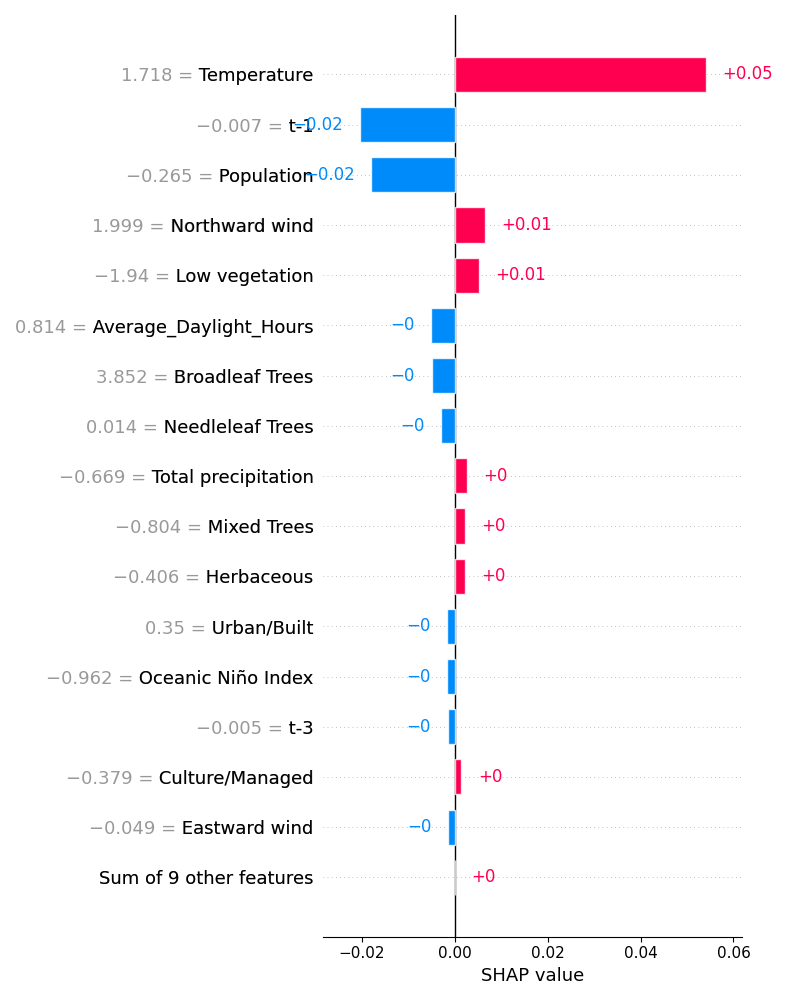 1.718 = Temperature +0.05
−0.007 = t-1 −0.02
−0.265 = Population −0.02
1.999 = Northward wind +0.01
−1.94 = Low vegetation +0.01
0.814 = Average_Daylight_Hours −0
3.852 = Broadleaf Trees −0
0.014 = Needleleaf Trees −0
−0.669 = Total precipitation +0
−0.804 = Mixed Trees +0
−0.406 = Herbaceous +0
0.35 = Urban/Built −0
−0.962 = Oceanic Niño Index −0
−0.005 = t-3 −0
−0.379 = Culture/Managed +0
−0.049 = Eastward wind −0
Sum of 9 other features +0
−0.02 0.00 0.02 0.04 0.06
SHAP value